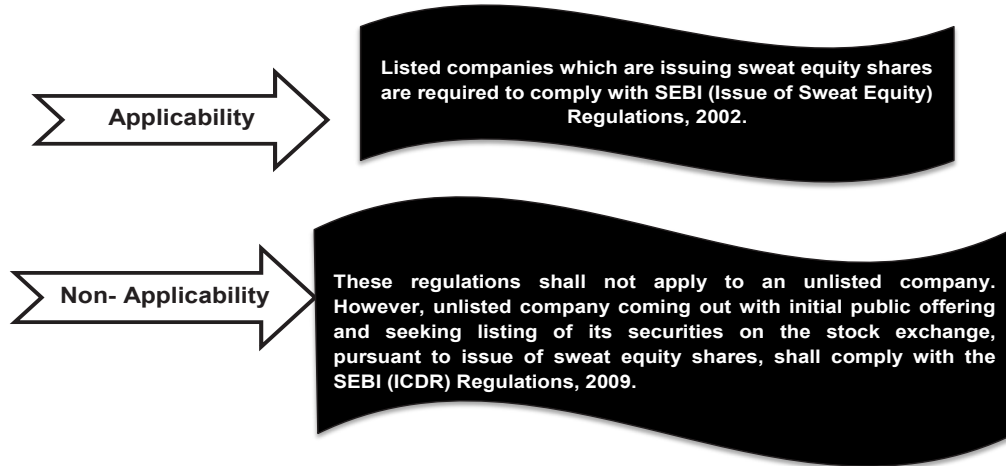 Applicability
Listed companies which are issuing sweat equity shares
are required to comply with SEBI (Issue of Sweat Equity)
Regulations, 2002.
Non- Applicability
These regulations shall not apply to an unlisted company.
However, unlisted company coming out with initial public offering
and seeking listing of its securities on the stock exchange,
pursuant to issue of sweat equity shares, shall comply with the
SEBI (ICDR) Regulations, 2009.